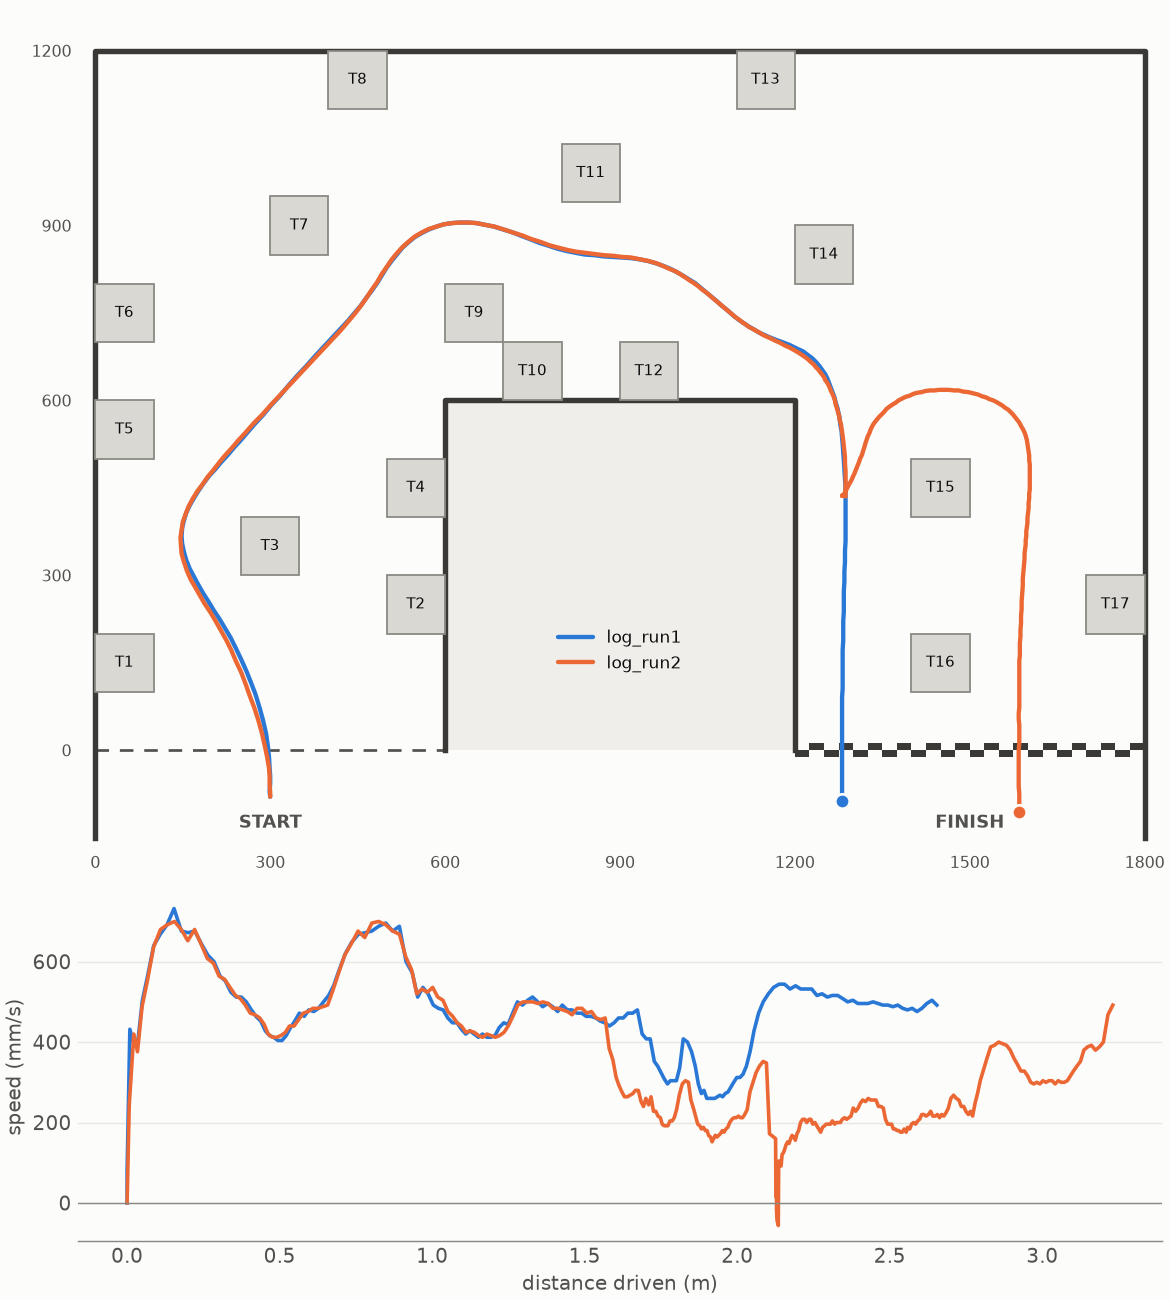 1200
T8
T13
T11
900
T7
T14
T6
T9
T10
T12
600
T5
T4
T15
T3
300
T2
T17
log_run1
log_run2
T1
T16
0
START
FINISH
0
300
600
900
1200
1500
1800
600
400
200
0
speed (mm/s)
0.0
0.5
1.0
1.5
2.0
2.5
3.0
distance driven (m)